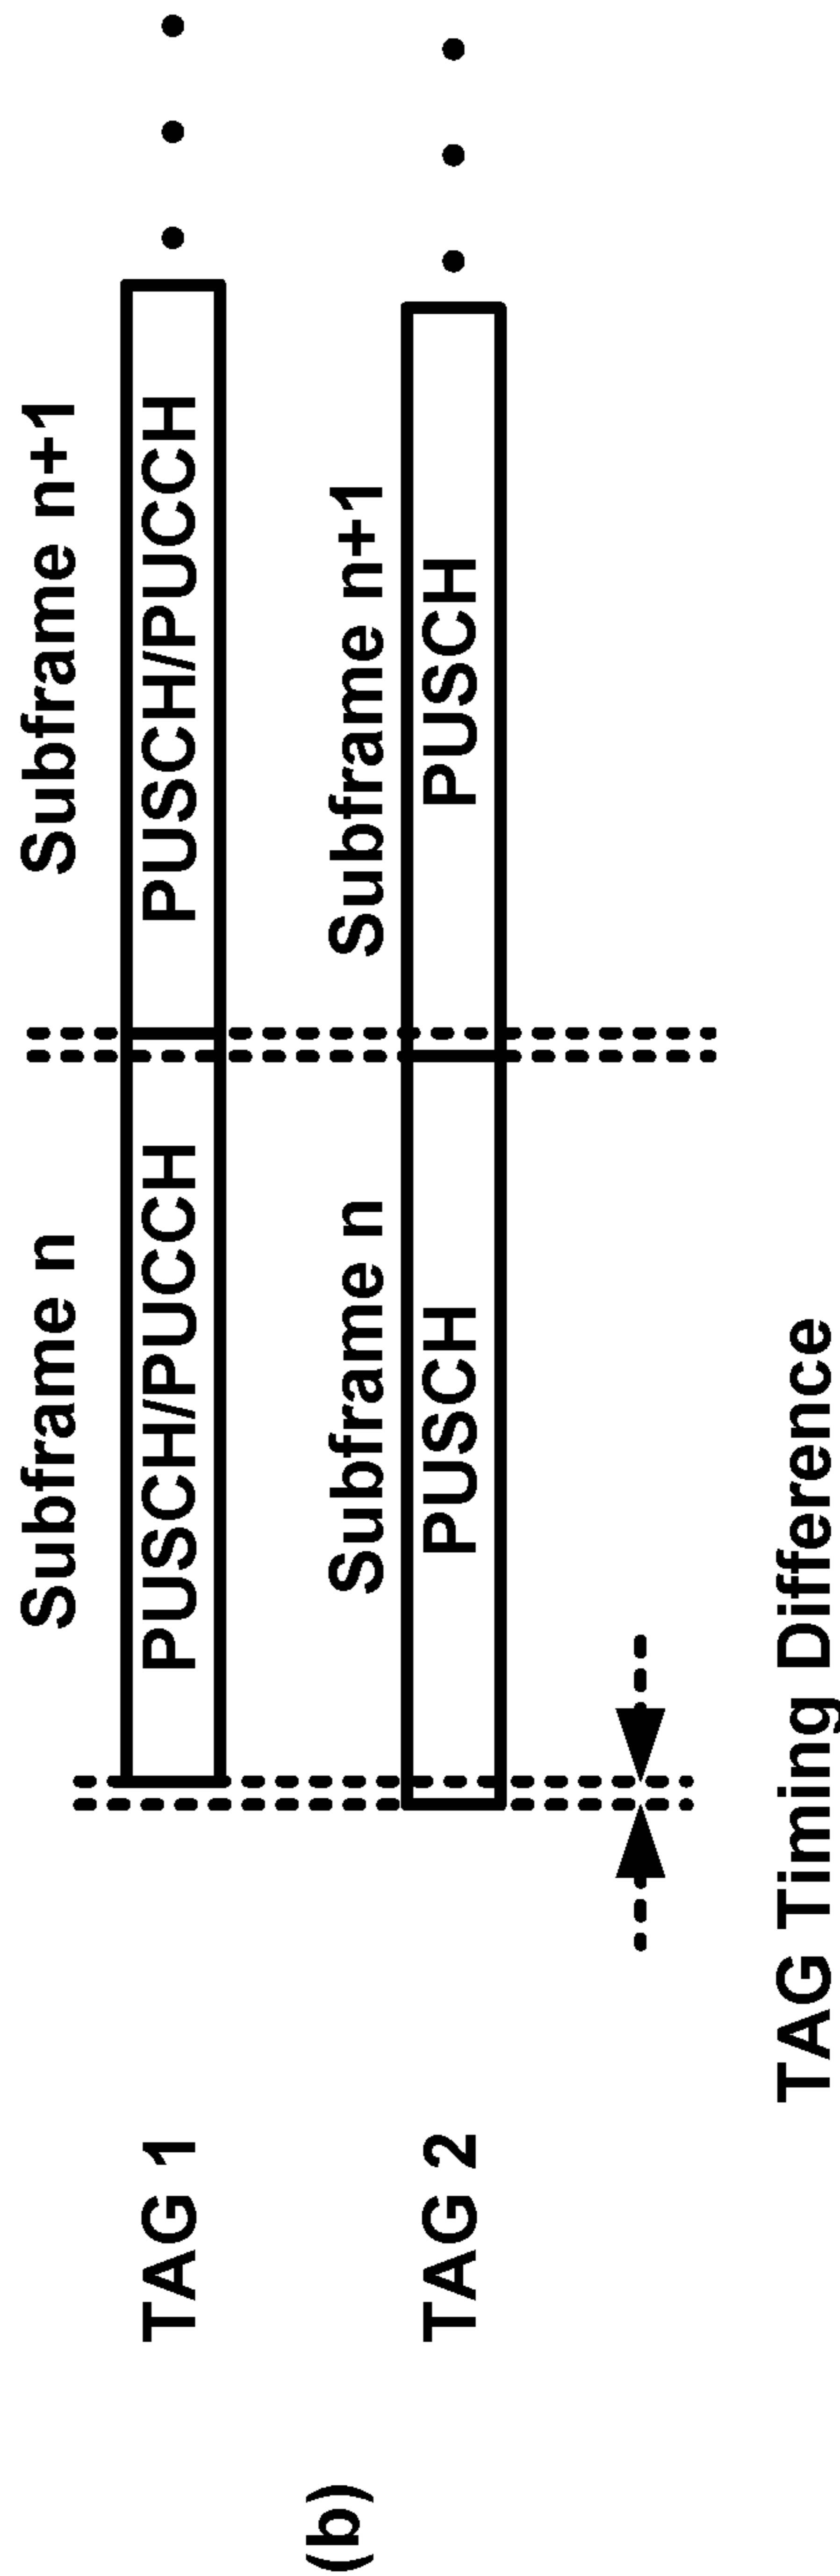 Subframe n
Subframe n+1
TAG 1
PUSCH/PUCCH
PUSCH/PUCCH
(b)
Subframe n
Subframe n+1
TAG 2
PUSCH
PUSCH
TAG Timing Difference